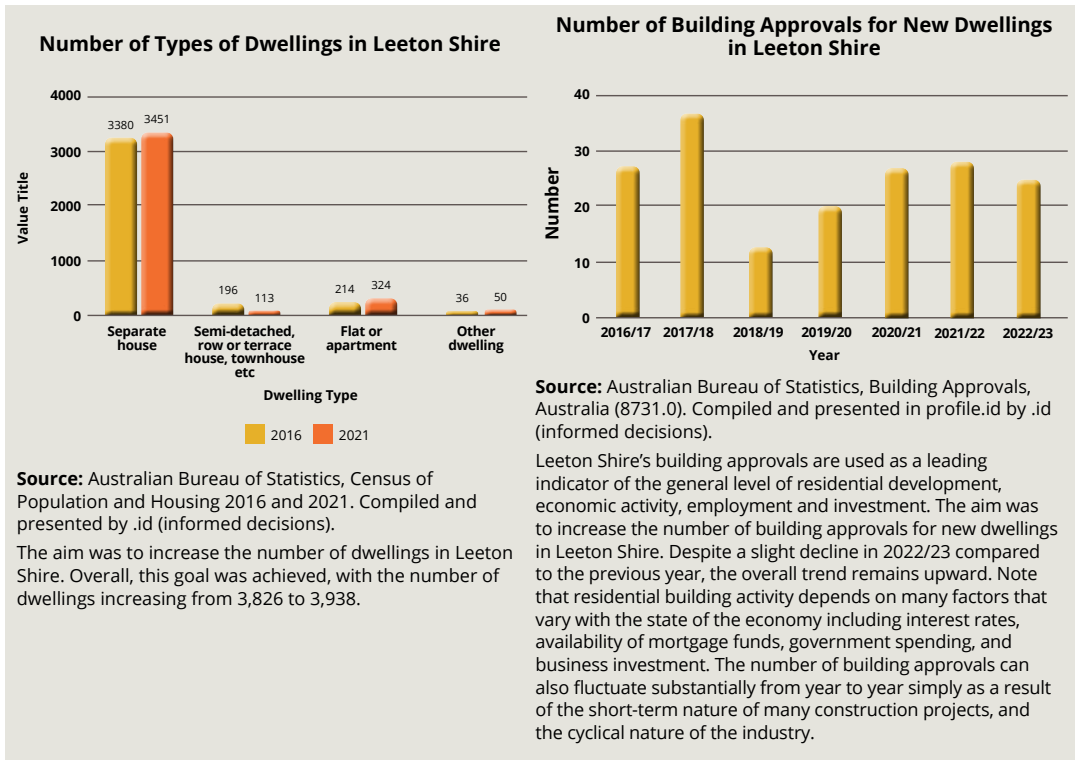 Number of Types of Dwellings in Leeton Shire
4000
3000
2000
1000
0
Value Title
3380
3451
196
113
214
324
36
50
Separate
house
Semi-detached,
row or terrace
house, townhouse
etc
Flat or
apartment
Other
dwelling
Dwelling Type
2016
2021
Source: Australian Bureau of Statistics, Census of
Population and Housing 2016 and 2021. Compiled and
presented by .id (informed decisions).
The aim was to increase the number of dwellings in Leeton
Shire. Overall, this goal was achieved, with the number of
dwellings increasing from 3,826 to 3,938.
Number of Building Approvals for New Dwellings
in Leeton Shire
40
30
20
10
0
Number
2016/17
2017/18
2018/19
2019/20
2020/21
2021/22
2022/23
Year
Source: Australian Bureau of Statistics, Building Approvals,
Australia (8731.0). Compiled and presented in profile.id by .id
(informed decisions).
Leeton Shire’s building approvals are used as a leading
indicator of the general level of residential development,
economic activity, employment and investment. The aim was
to increase the number of building approvals for new dwellings
in Leeton Shire. Despite a slight decline in 2022/23 compared
to the previous year, the overall trend remains upward. Note
that residential building activity depends on many factors that
vary with the state of the economy including interest rates,
availability of mortgage funds, government spending, and
business investment. The number of building approvals can
also fluctuate substantially from year to year simply as a result
of the short-term nature of many construction projects, and
the cyclical nature of the industry.